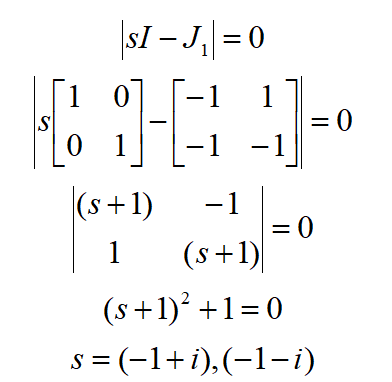 |sI − J₁| = 0
|s[1 0; 0 1] − [−1 1; −1 −1]| = 0
|(s+1) −1; 1 (s+1)| = 0
(s+1)² + 1 = 0
s = (−1+i),(−1−i)